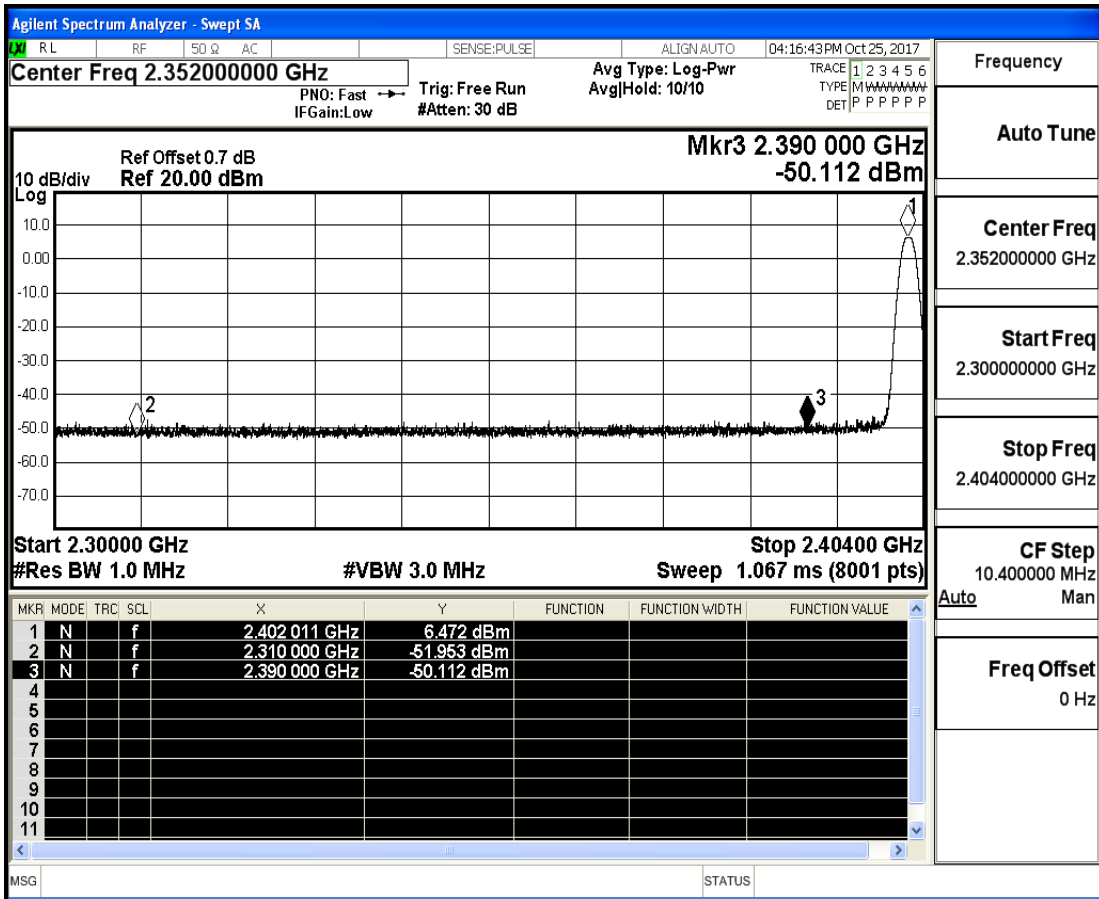 Agilent Spectrum Analyzer - Swept SA
LXI RL RF 50 Ω AC SENSE:PULSE ALIGN AUTO 04:16:43 PM Oct 25, 2017
Center Freq 2.352000000 GHz
PNO: Fast
IFGain:Low
Trig: Free Run
#Atten: 30 dB
Avg Type: Log-Pwr
Avg|Hold: 10/10
TRACE 1 2 3 4 5 6
TYPE M WWWWW
DET P P P P P P
Mkr3 2.390 000 GHz
-50.112 dBm
Ref Offset 0.7 dB
10 dB/div Ref 20.00 dBm
Log
10.0
0.00
-10.0
-20.0
-30.0
-40.0
-50.0
-60.0
-70.0
1
2
3
Start 2.30000 GHz Stop 2.40400 GHz
#Res BW 1.0 MHz #VBW 3.0 MHz Sweep 1.067 ms (8001 pts)
MKR MODE TRC SCL X Y FUNCTION FUNCTION WIDTH FUNCTION VALUE
1 N f 2.402 011 GHz 6.472 dBm
2 N f 2.310 000 GHz -51.953 dBm
3 N f 2.390 000 GHz -50.112 dBm
4
5
6
7
8
9
10
11
MSG STATUS
Frequency
Auto Tune
Center Freq
2.352000000 GHz
Start Freq
2.300000000 GHz
Stop Freq
2.404000000 GHz
CF Step
10.400000 MHz
Auto Man
Freq Offset
0 Hz